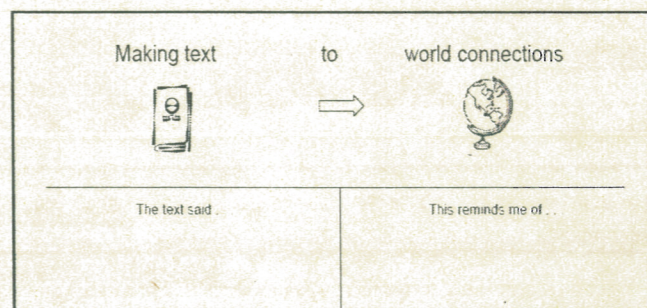 Making text to world connections
The text said .
This reminds me of . .